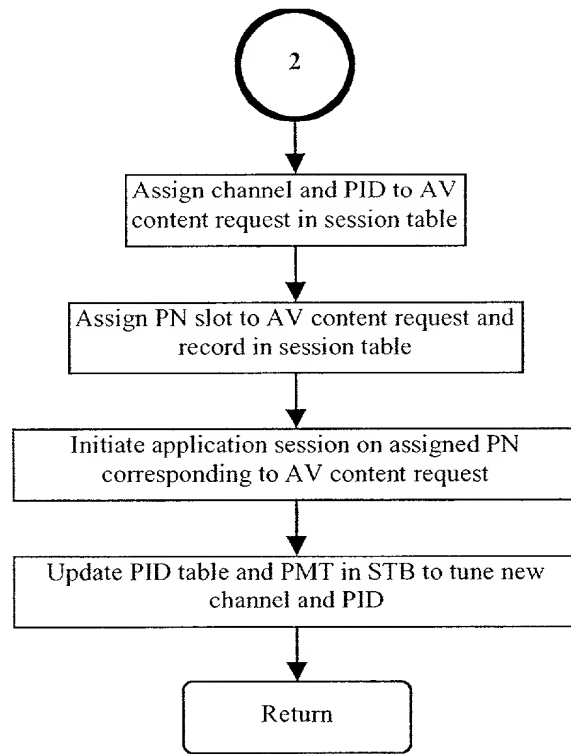 2
Assign channel and PID to AV
content request in session table
Assign PN slot to AV content request and
record in session table
Initiate application session on assigned PN
corresponding to AV content request
Update PID table and PMT in STB to tune new
channel and PID
Return